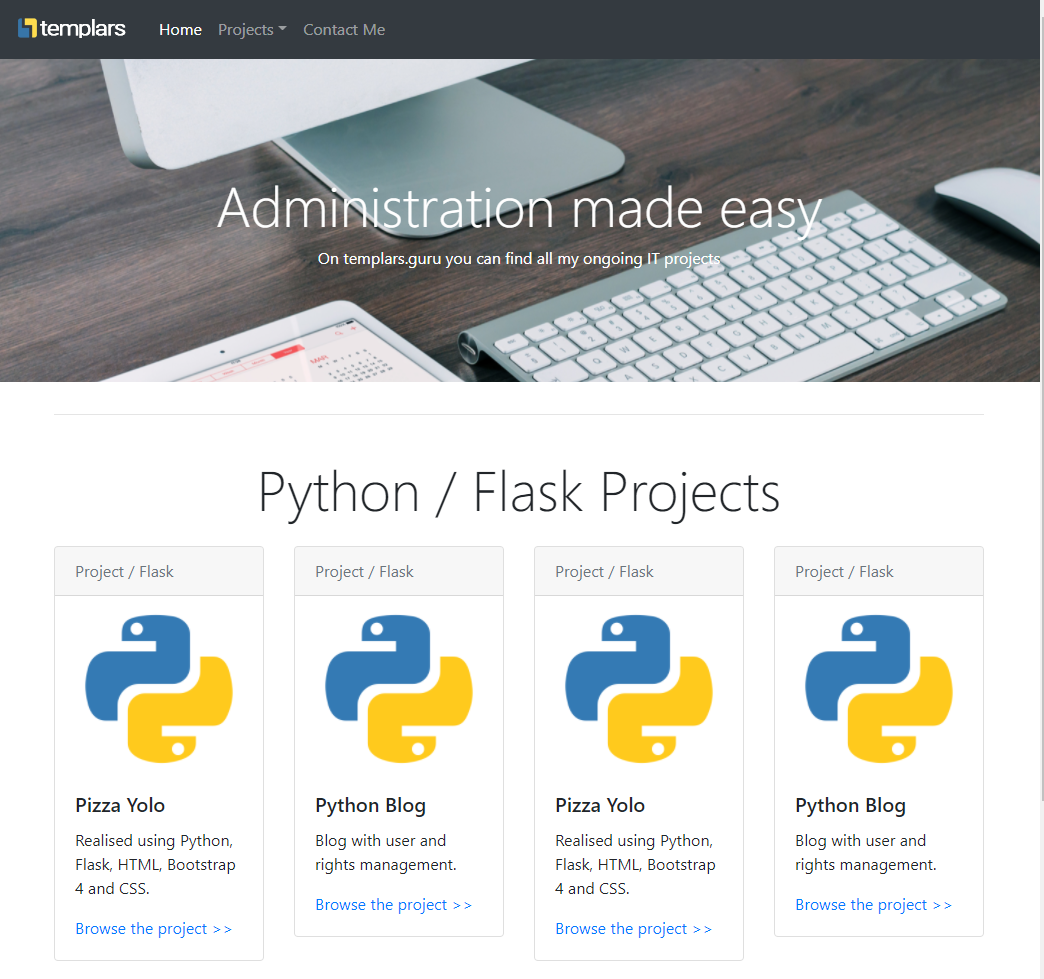 templars Home Projects Contact Me
Administration made easy
On templars.guru you can find all my ongoing IT projects
MAR
Python / Flask Projects
Project / Flask
Pizza Yolo
Realised using Python,
Flask, HTML, Bootstrap
4 and CSS.
Browse the project >>
Project / Flask
Python Blog
Blog with user and
rights management.
Browse the project >>
Project / Flask
Pizza Yolo
Realised using Python,
Flask, HTML, Bootstrap
4 and CSS.
Browse the project >>
Project / Flask
Python Blog
Blog with user and
rights management.
Browse the project >>